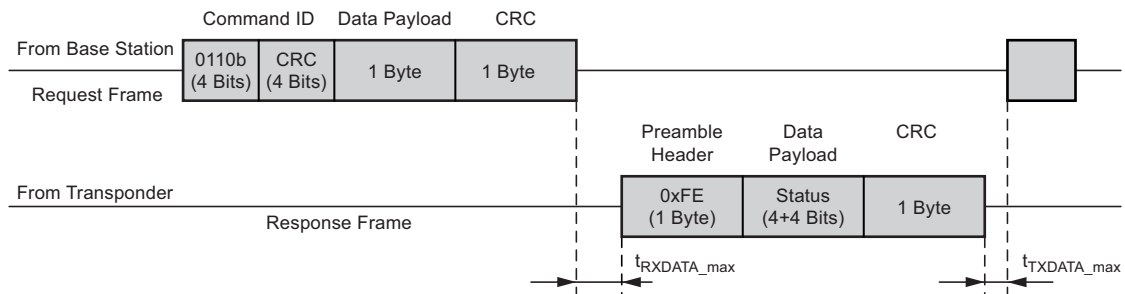 Command ID Data Payload CRC
From Base Station
0110b
(4 Bits)
CRC
(4 Bits)
1 Byte
1 Byte
Request Frame
Preamble
Header
Data
Payload
CRC
From Transponder
0xFE
(1 Byte)
Status
(4+4 Bits)
1 Byte
Response Frame
tRXDATA_max
tTXDATA_max